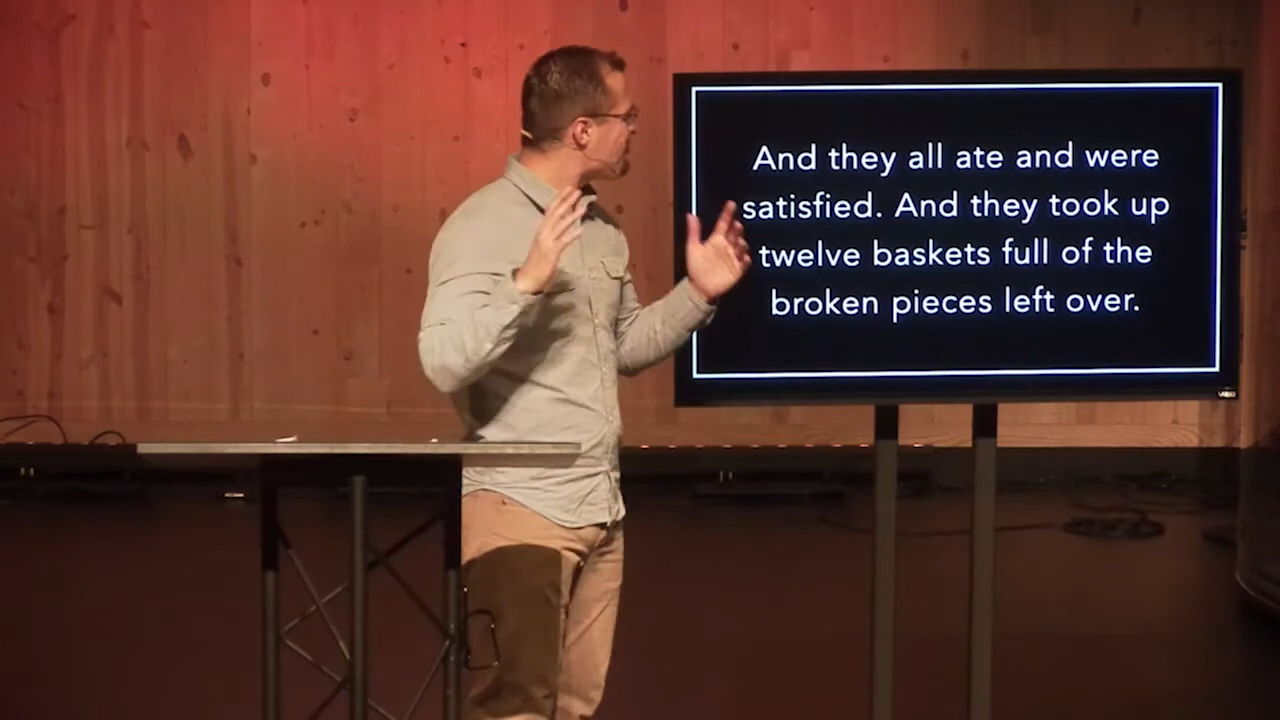 And they all ate and were
satisfied. And they took up
twelve baskets full of the
broken pieces left over.